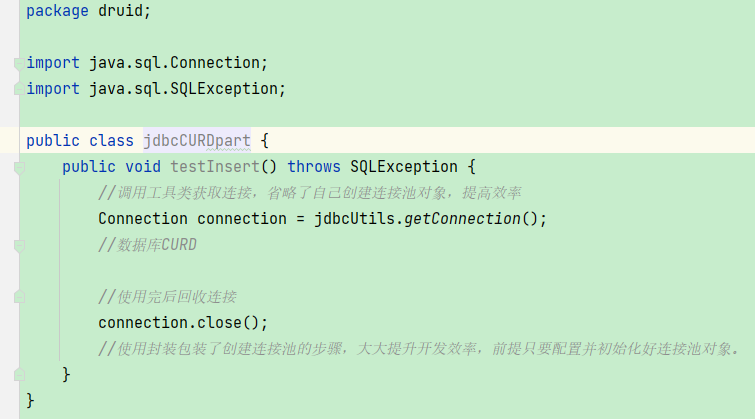 package druid;
import java.sql.Connection;
import java.sql.SQLException;
public class jdbcCURDpart {
public void testInsert() throws SQLException {
//调用工具类获取连接，省略了自己创建连接池对象，提高效率
Connection connection = jdbcUtils.getConnection();
//数据库CURD
//使用完后回收连接
connection.close();
//使用封装包装了创建连接池的步骤，大大提升开发效率，前提只要配置并初始化好连接池对象。
}
}